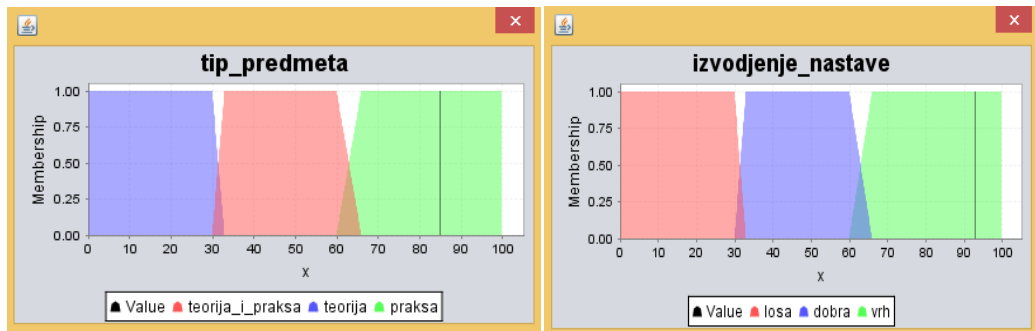 tip_predmeta
1.00
0.75
0.50
0.25
0.00
Membership
0 10 20 30 40 50 60 70 80 90 100
x
Value teorija_i_praksa teorija praksa
izvodjenje_nastave
1.00
0.75
0.50
0.25
0.00
Membership
0 10 20 30 40 50 60 70 80 90 100
x
Value losa dobra vrh